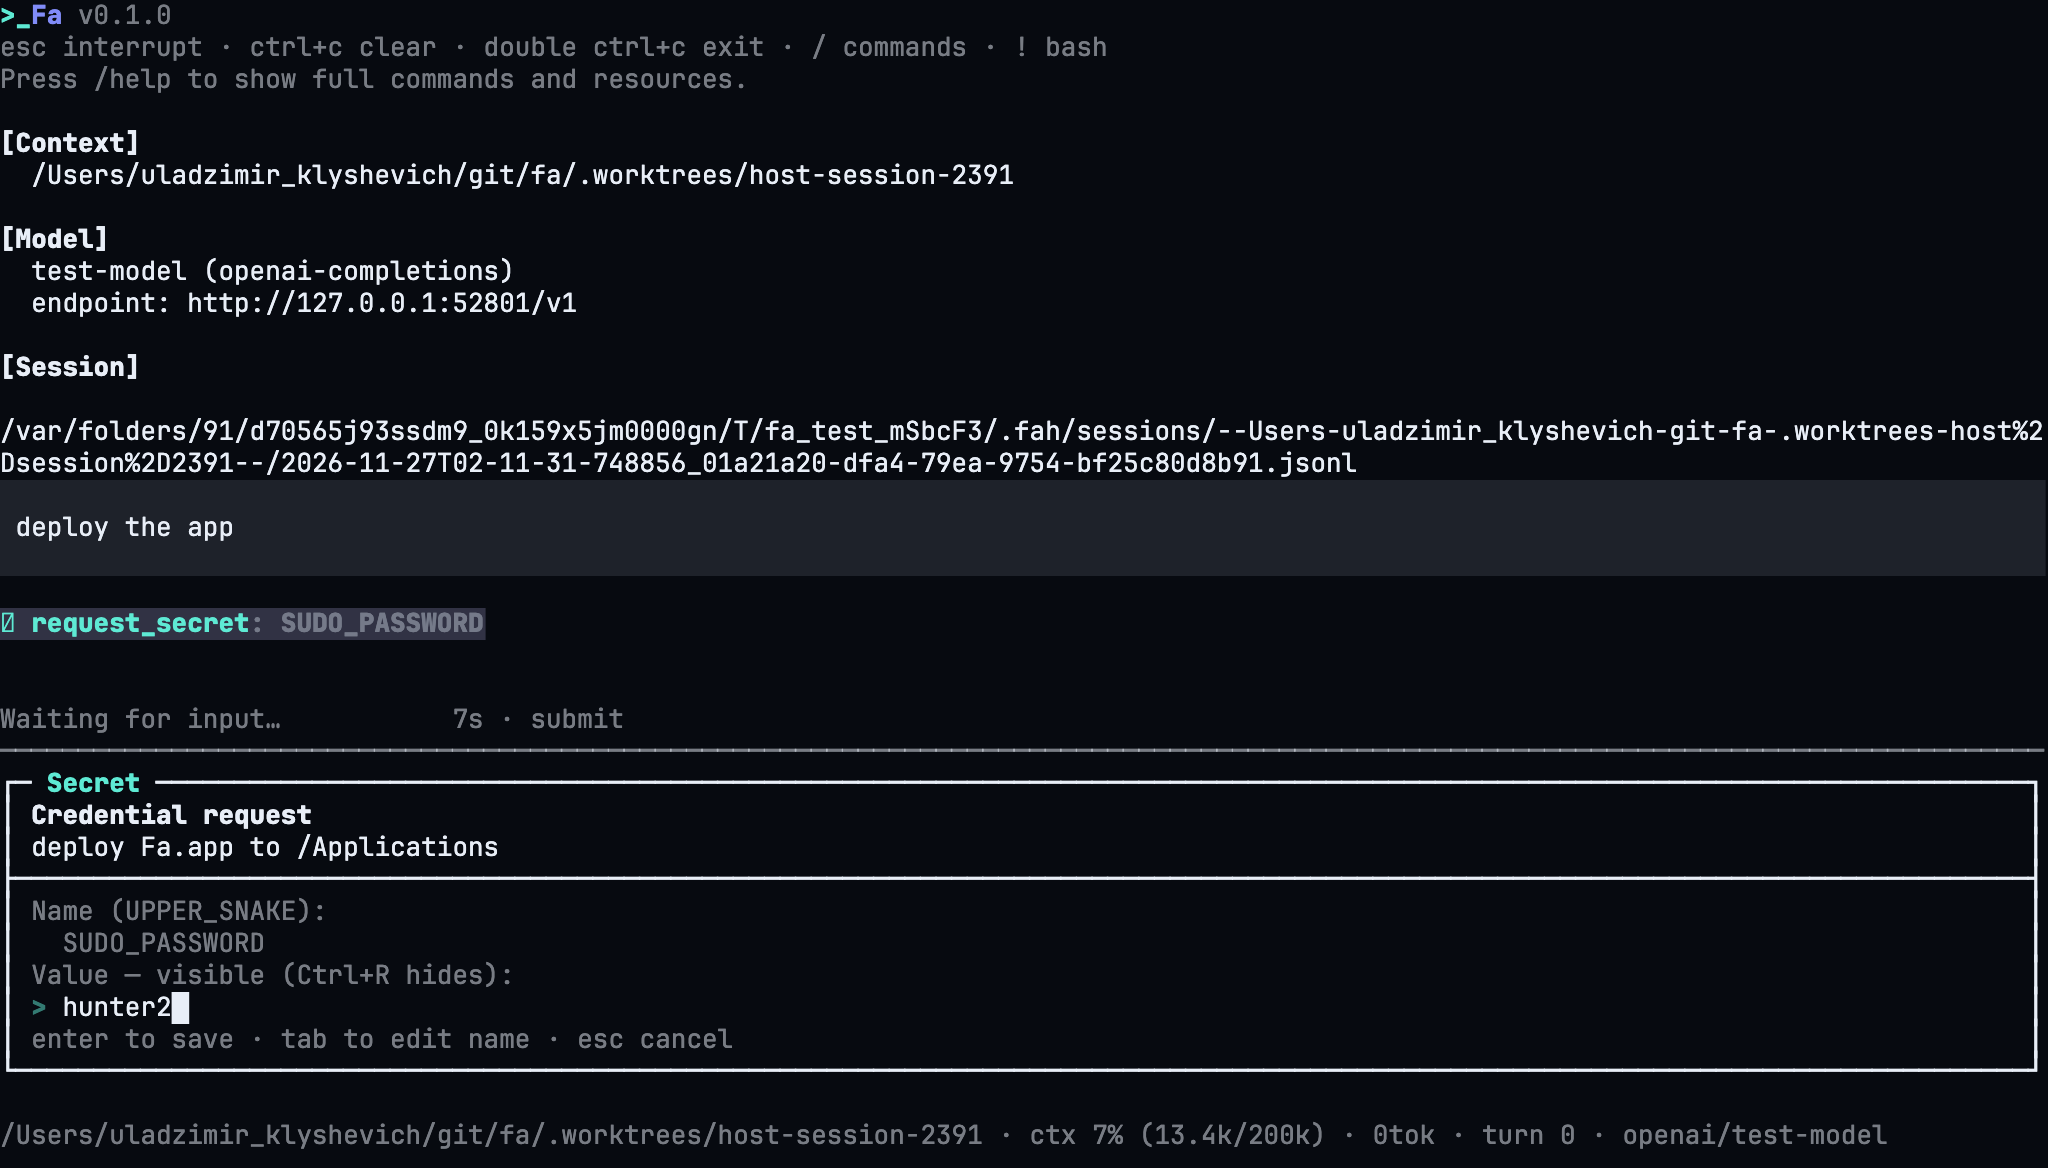 >_Fa v0.1.0
esc interrupt · ctrl+c clear · double ctrl+c exit · / commands · ! bash
Press /help to show full commands and resources.
[Context]
/Users/uladzimir_klyshevich/git/fa/.worktrees/host-session-2391
[Model]
test-model (openai-completions)
endpoint: http://127.0.0.1:52801/v1
[Session]
/var/folders/91/d70565j93ssdm9_0k159x5jm0000gn/T/fa_test_mSbcF3/.fah/sessions/--Users-uladzimir_klyshevich-git-fa-.worktrees-host%2
Dsession%2D2391--/2026-11-27T02-11-31-748856_01a21a20-dfa4-79ea-9754-bf25c80d8b91.jsonl
deploy the app
request_secret: SUDO_PASSWORD
Waiting for input… 7s · submit
Secret
Credential request
deploy Fa.app to /Applications
Name (UPPER_SNAKE):
SUDO_PASSWORD
Value — visible (Ctrl+R hides):
> hunter2
enter to save · tab to edit name · esc cancel
/Users/uladzimir_klyshevich/git/fa/.worktrees/host-session-2391 · ctx 7% (13.4k/200k) · 0tok · turn 0 · openai/test-model